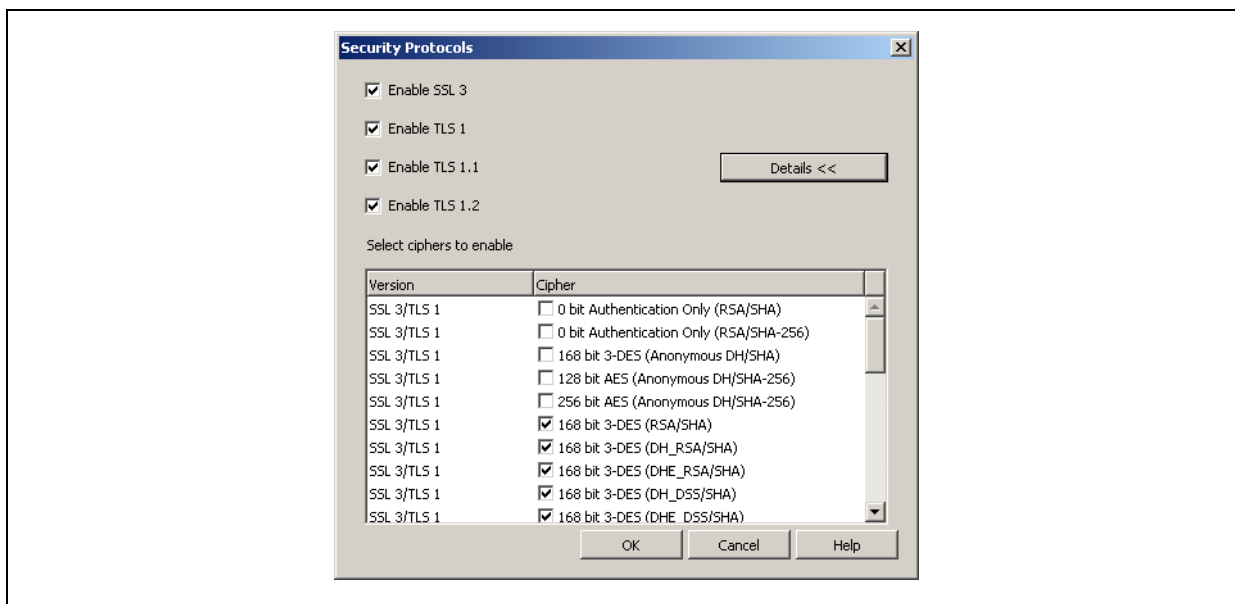 Security Protocols
Enable SSL 3
Enable TLS 1
Enable TLS 1.1
Details <<
Enable TLS 1.2
Select ciphers to enable
Version Cipher
SSL 3/TLS 1 0 bit Authentication Only (RSA/SHA)
SSL 3/TLS 1 0 bit Authentication Only (RSA/SHA-256)
SSL 3/TLS 1 168 bit 3-DES (Anonymous DH/SHA)
SSL 3/TLS 1 128 bit AES (Anonymous DH/SHA-256)
SSL 3/TLS 1 256 bit AES (Anonymous DH/SHA-256)
SSL 3/TLS 1 168 bit 3-DES (RSA/SHA)
SSL 3/TLS 1 168 bit 3-DES (DH_RSA/SHA)
SSL 3/TLS 1 168 bit 3-DES (DHE_RSA/SHA)
SSL 3/TLS 1 168 bit 3-DES (DH_DSS/SHA)
SSL 3/TLS 1 168 bit 3-DES (DHE_DSS/SHA)
OK Cancel Help